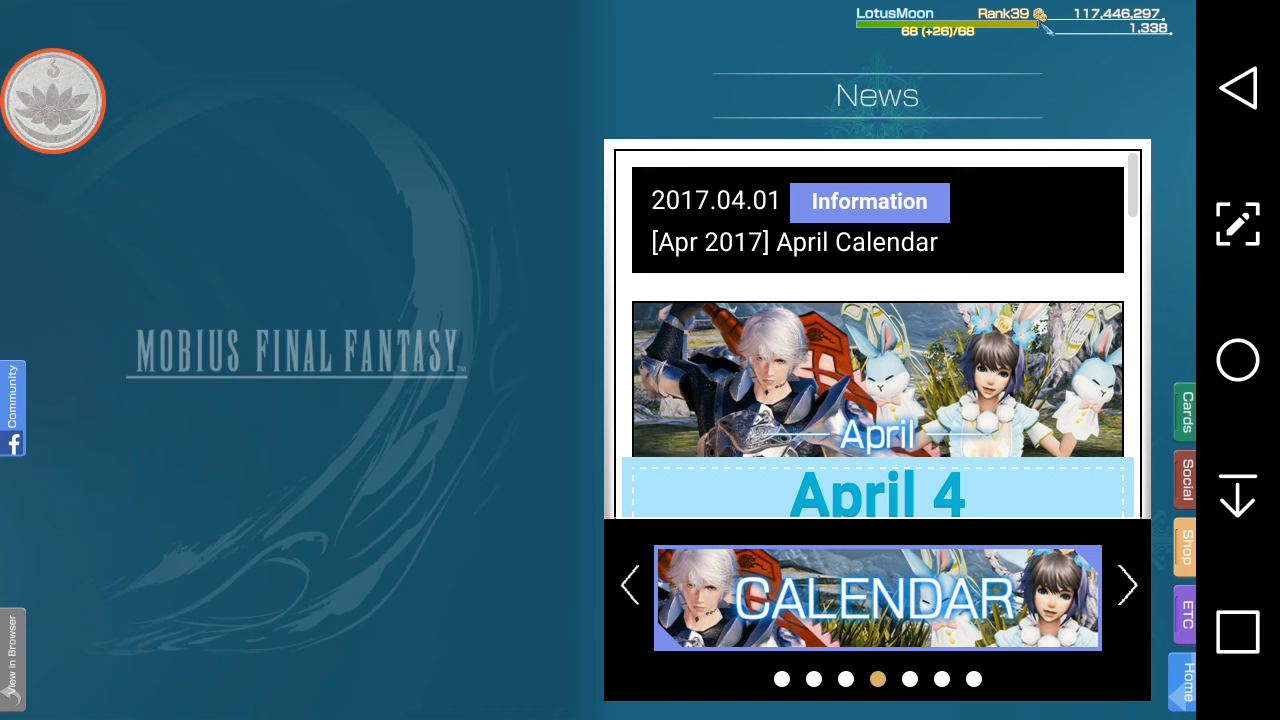 LotusMoon Rank39 117,446,297
68 (+26)/68 1,338
News
2017.04.01 Information
[Apr 2017] April Calendar
MOBIUS FINAL FANTASY™
April
April 4
CALENDAR
Community
View in Browser
Cards
Social
Shop
ETC
Home